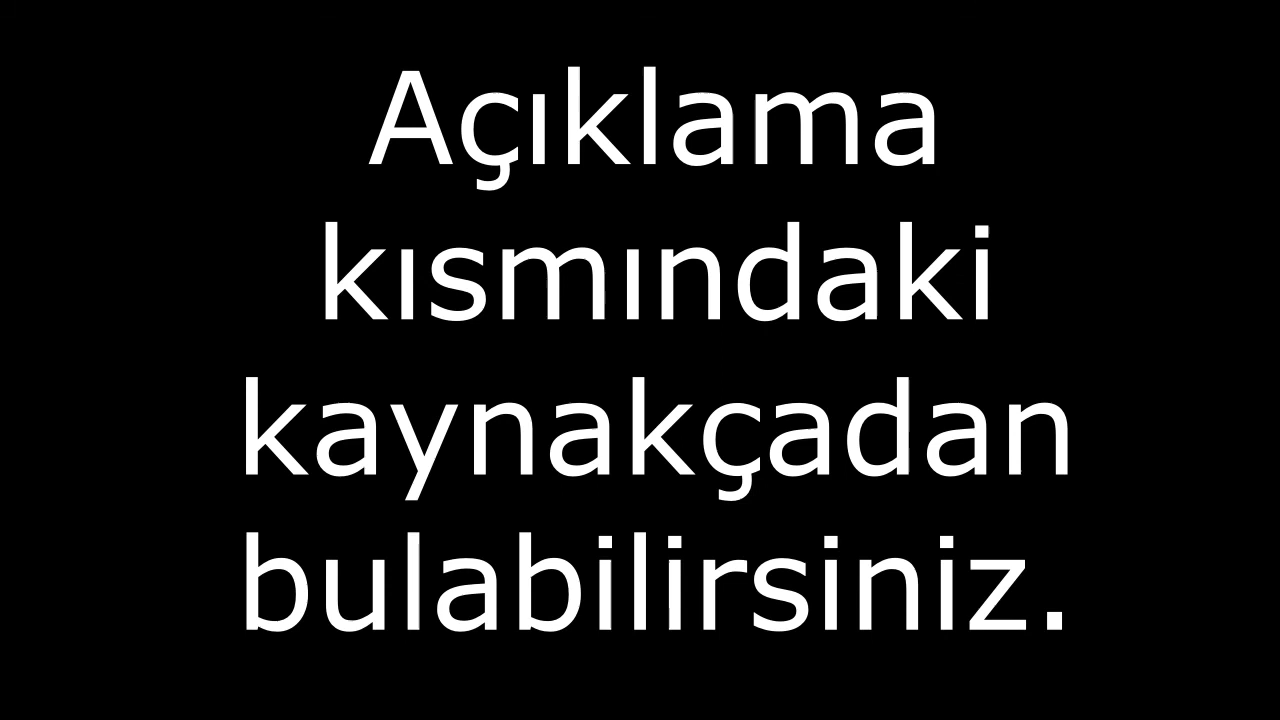 Açıklama
kısmındaki
kaynakçadan
bulabilirsiniz.